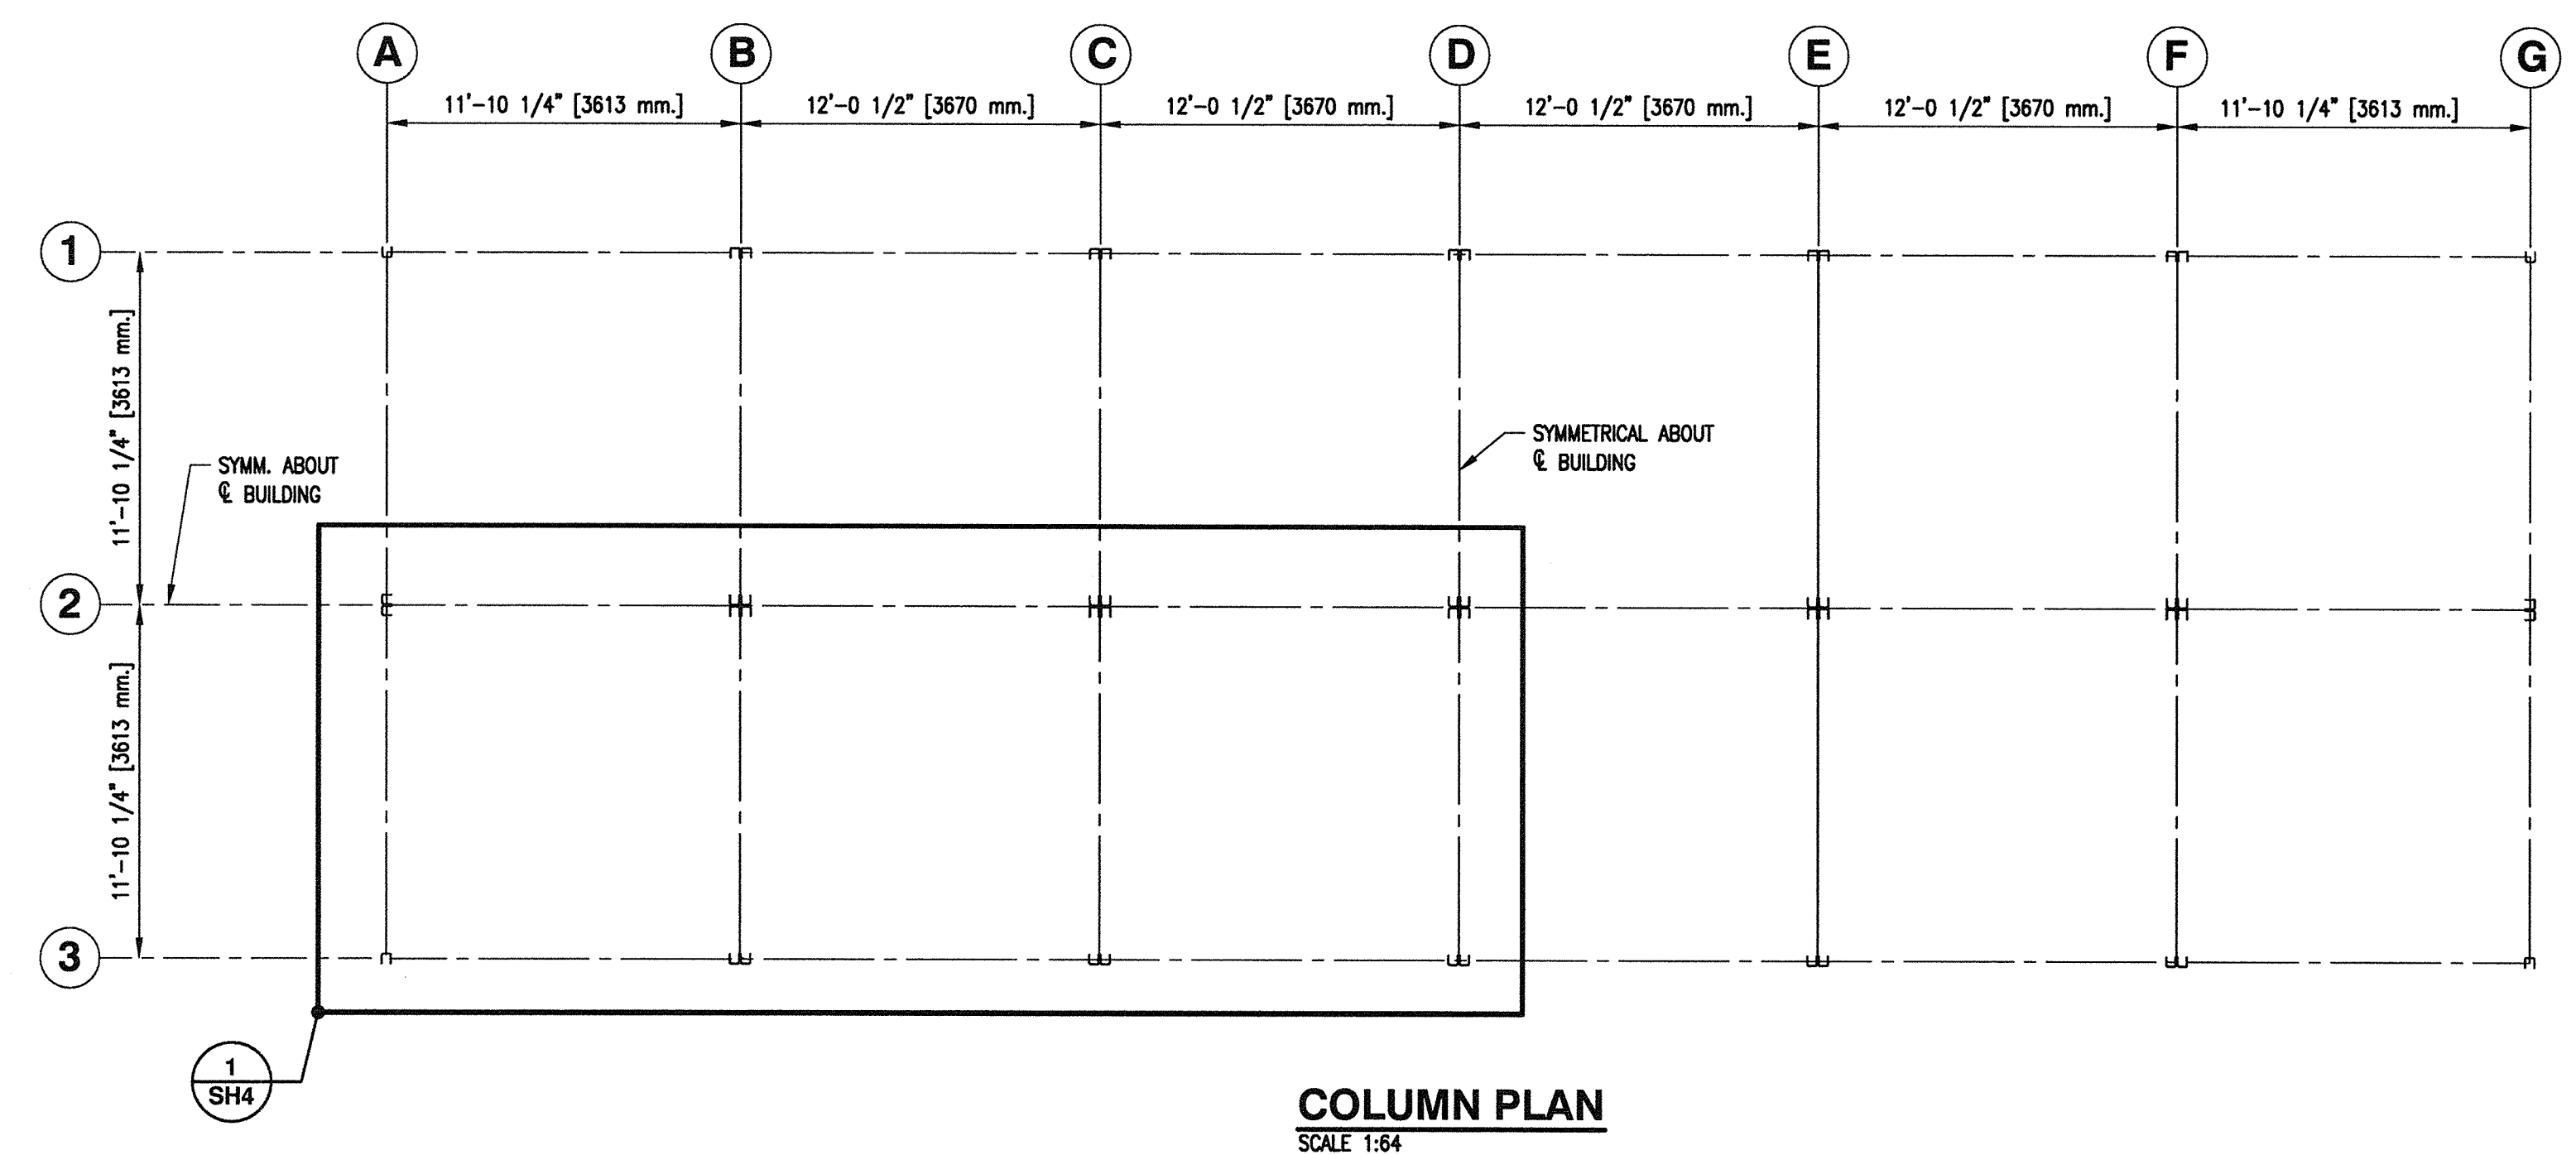 A B C D E F G
11'-10 1/4" [3613 mm.] 12'-0 1/2" [3670 mm.] 12'-0 1/2" [3670 mm.] 12'-0 1/2" [3670 mm.] 12'-0 1/2" [3670 mm.] 11'-10 1/4" [3613 mm.]
1
11'-10 1/4" [3613 mm.]
SYMM. ABOUT
℄ BUILDING
SYMMETRICAL ABOUT
℄ BUILDING
2
11'-10 1/4" [3613 mm.]
3
1
SH4
COLUMN PLAN
SCALE 1:64